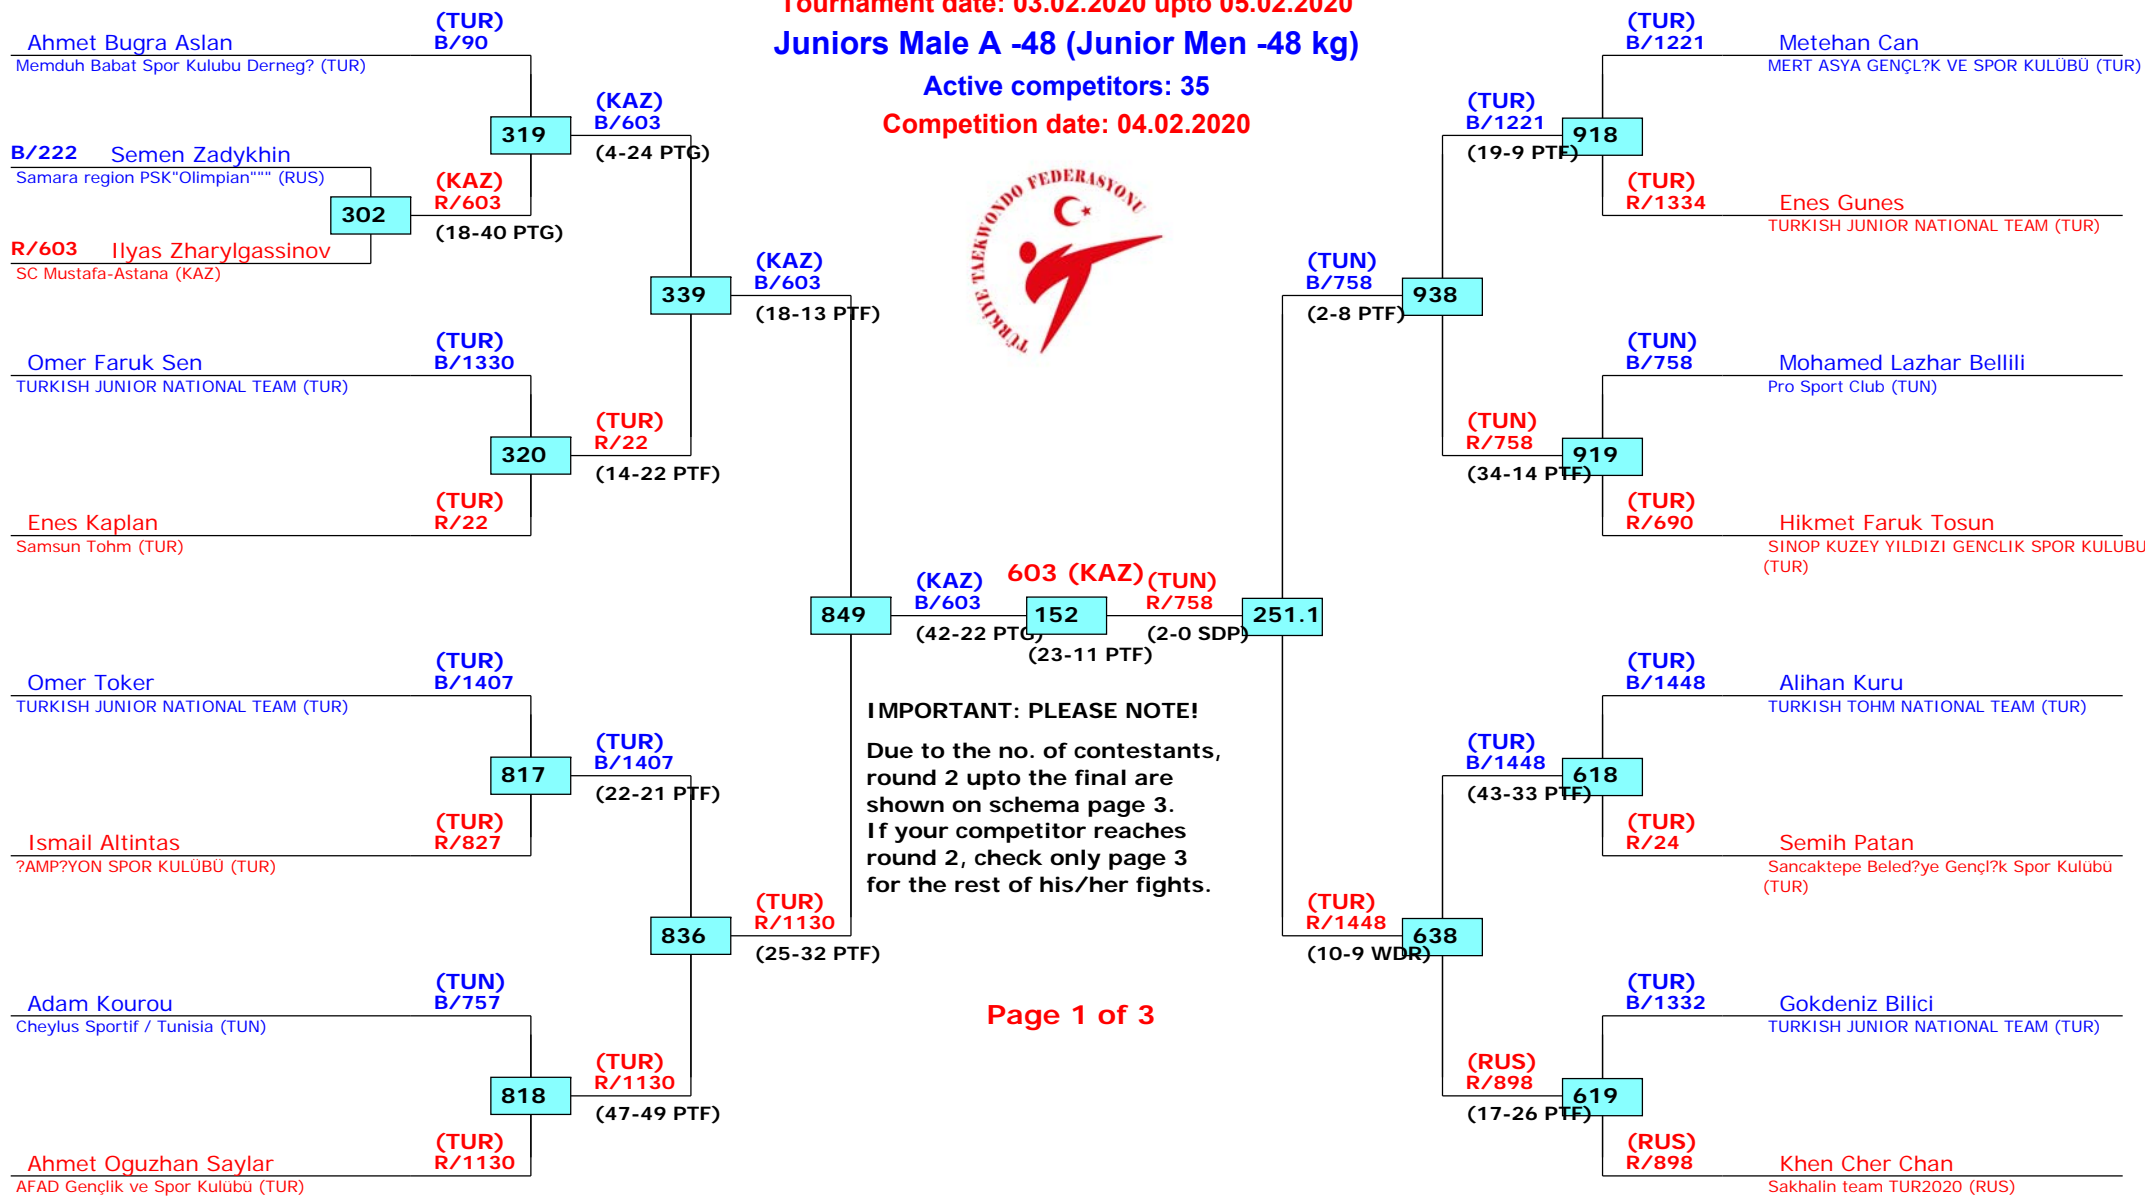 Tournament date: 03.02.2020 upto 05.02.2020
Juniors Male A -48 (Junior Men -48 kg)
Active competitors: 35
Competition date: 04.02.2020
TÜRKİYE TAEKWONDO FEDERASYONU
(TUR)
Ahmet Bugra Aslan B/90
Memduh Babat Spor Kulubu Derneg? (TUR)
(KAZ)
B/603
319
(4-24 PTG)
B/222 Semen Zadykhin
Samara region PSK"Olimpian""" (RUS)
(KAZ)
R/603
302
(18-40 PTG)
R/603 Ilyas Zharylgassinov
SC Mustafa-Astana (KAZ)
(KAZ)
B/603
339
(18-13 PTF)
(TUR)
Omer Faruk Sen B/1330
TURKISH JUNIOR NATIONAL TEAM (TUR)
(TUR)
R/22
320
(14-22 PTF)
(TUR)
Enes Kaplan R/22
Samsun Tohm (TUR)
(KAZ)
B/603
849
(42-22 PTG)
603 (KAZ)
152
(23-11 PTF)
(TUN)
R/758
251.1
(2-0 SDP)
(TUR)
Omer Toker B/1407
TURKISH JUNIOR NATIONAL TEAM (TUR)
(TUR)
B/1407
817
(22-21 PTF)
(TUR)
Ismail Altintas R/827
?AMP?YON SPOR KULÜBÜ (TUR)
(TUR)
R/1130
836
(25-32 PTF)
(TUN)
Adam Kourou B/757
Cheylus Sportif / Tunisia (TUN)
(TUR)
R/1130
818
(47-49 PTF)
(TUR)
Ahmet Oguzhan Saylar R/1130
AFAD Gençlik ve Spor Kulübü (TUR)
IMPORTANT: PLEASE NOTE!
Due to the no. of contestants,
round 2 upto the final are
shown on schema page 3.
If your competitor reaches
round 2, check only page 3
for the rest of his/her fights.
Page 1 of 3
(TUR)
B/1221 Metehan Can
MERT ASYA GENÇL?K VE SPOR KULÜBÜ (TUR)
(TUR)
B/1221
918
(19-9 PTF)
(TUR)
R/1334 Enes Gunes
TURKISH JUNIOR NATIONAL TEAM (TUR)
(TUN)
B/758
938
(2-8 PTF)
(TUN)
B/758 Mohamed Lazhar Bellili
Pro Sport Club (TUN)
(TUN)
R/758
919
(34-14 PTF)
(TUR)
R/690 Hikmet Faruk Tosun
SINOP KUZEY YILDIZI GENCLIK SPOR KULUBU
(TUR)
(TUR)
B/1448 Alihan Kuru
TURKISH TOHM NATIONAL TEAM (TUR)
(TUR)
B/1448
618
(43-33 PTF)
(TUR)
R/24 Semih Patan
Sancaktepe Beled?ye Gençl?k Spor Kulübü
(TUR)
(TUR)
R/1448
638
(10-9 WDR)
(TUR)
B/1332 Gokdeniz Bilici
TURKISH JUNIOR NATIONAL TEAM (TUR)
(RUS)
R/898
619
(17-26 PTF)
(RUS)
R/898 Khen Cher Chan
Sakhalin team TUR2020 (RUS)